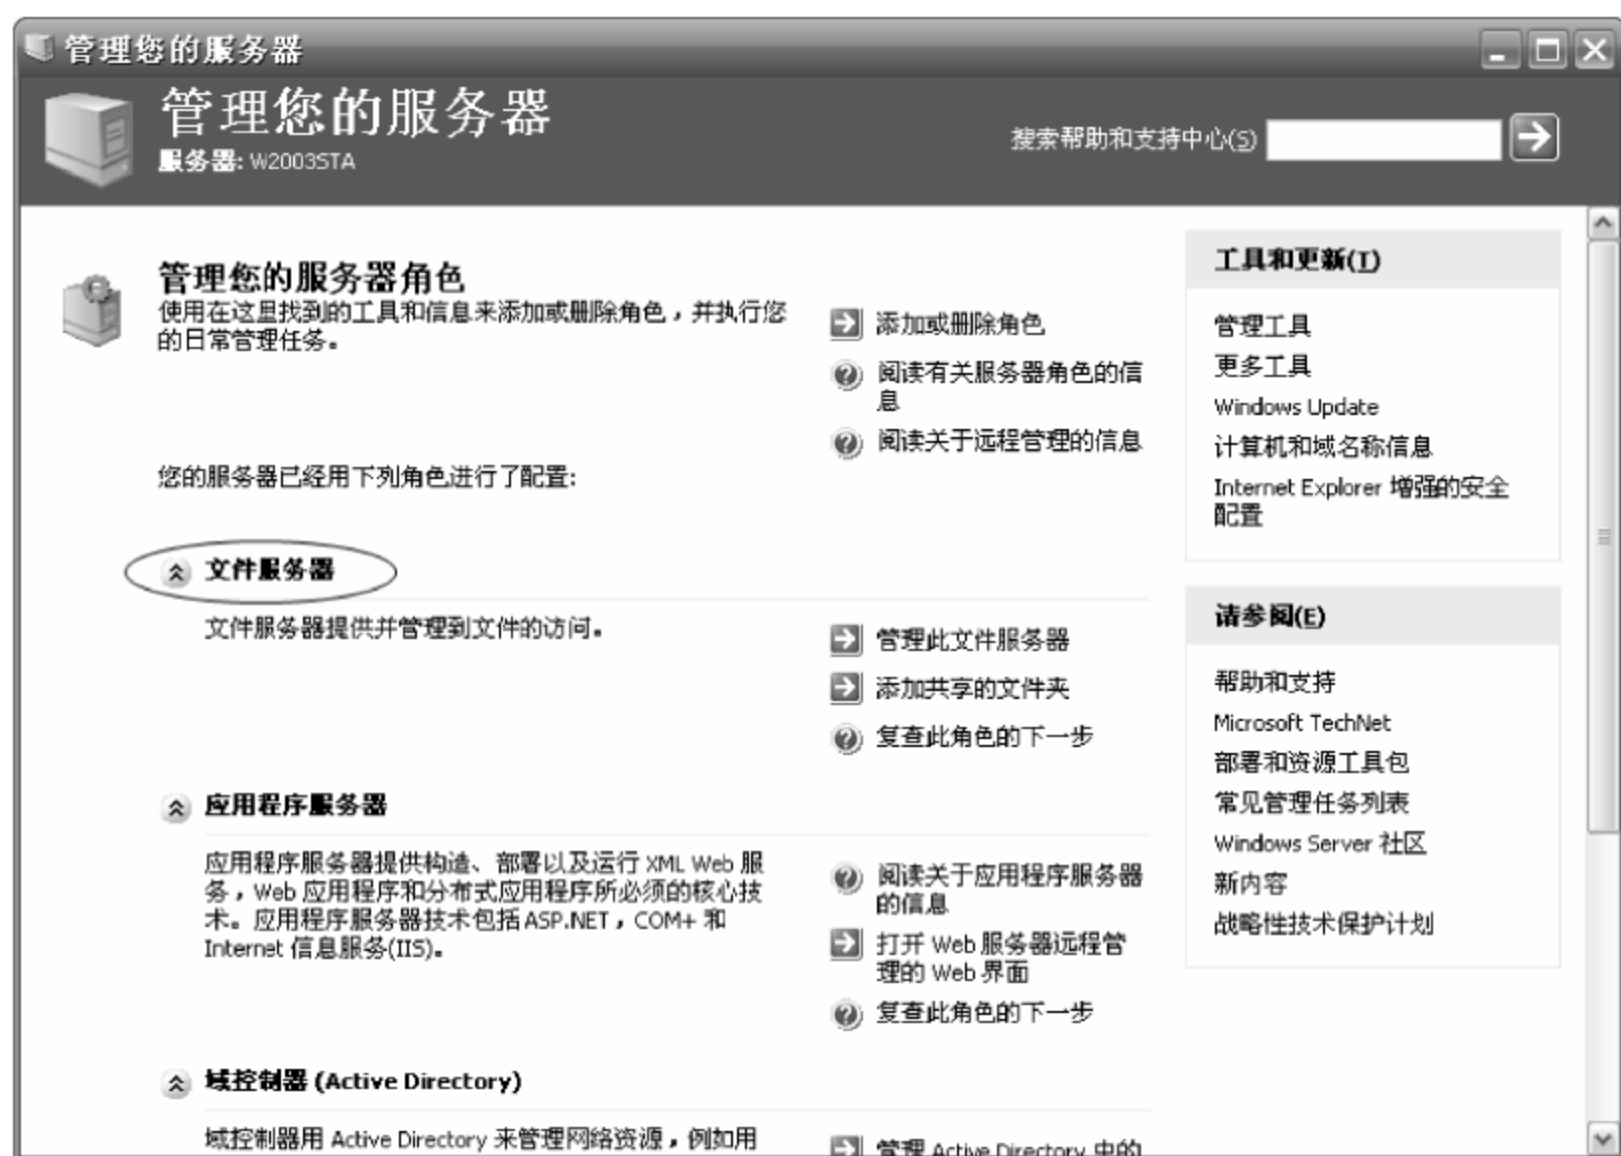 管理您的服务器
管理您的服务器
服务器: W2003STA
搜索帮助和支持中心(S)
管理您的服务器角色
使用在这里找到的工具和信息来添加或删除角色，并执行您
的日常管理任务。
添加或删除角色
阅读有关服务器角色的信
息
阅读关于远程管理的信息
您的服务器已经用下列角色进行了配置:
文件服务器
文件服务器提供并管理到文件的访问。
管理此文件服务器
添加共享的文件夹
复查此角色的下一步
应用程序服务器
应用程序服务器提供构造、部署以及运行 XML Web 服
务，Web 应用程序和分布式应用程序所必须的核心技
术。应用程序服务器技术包括 ASP.NET，COM+ 和
Internet 信息服务(IIS)。
阅读关于应用程序服务器
的信息
打开 Web 服务器远程管
理的 Web 界面
复查此角色的下一步
域控制器 (Active Directory)
域控制器用 Active Directory 来管理网络资源，例如用
管理 Active Directory 中的
工具和更新(T)
管理工具
更多工具
Windows Update
计算机和域名称信息
Internet Explorer 增强的安全
配置
请参阅(E)
帮助和支持
Microsoft TechNet
部署和资源工具包
常见管理任务列表
Windows Server 社区
新内容
战略性技术保护计划